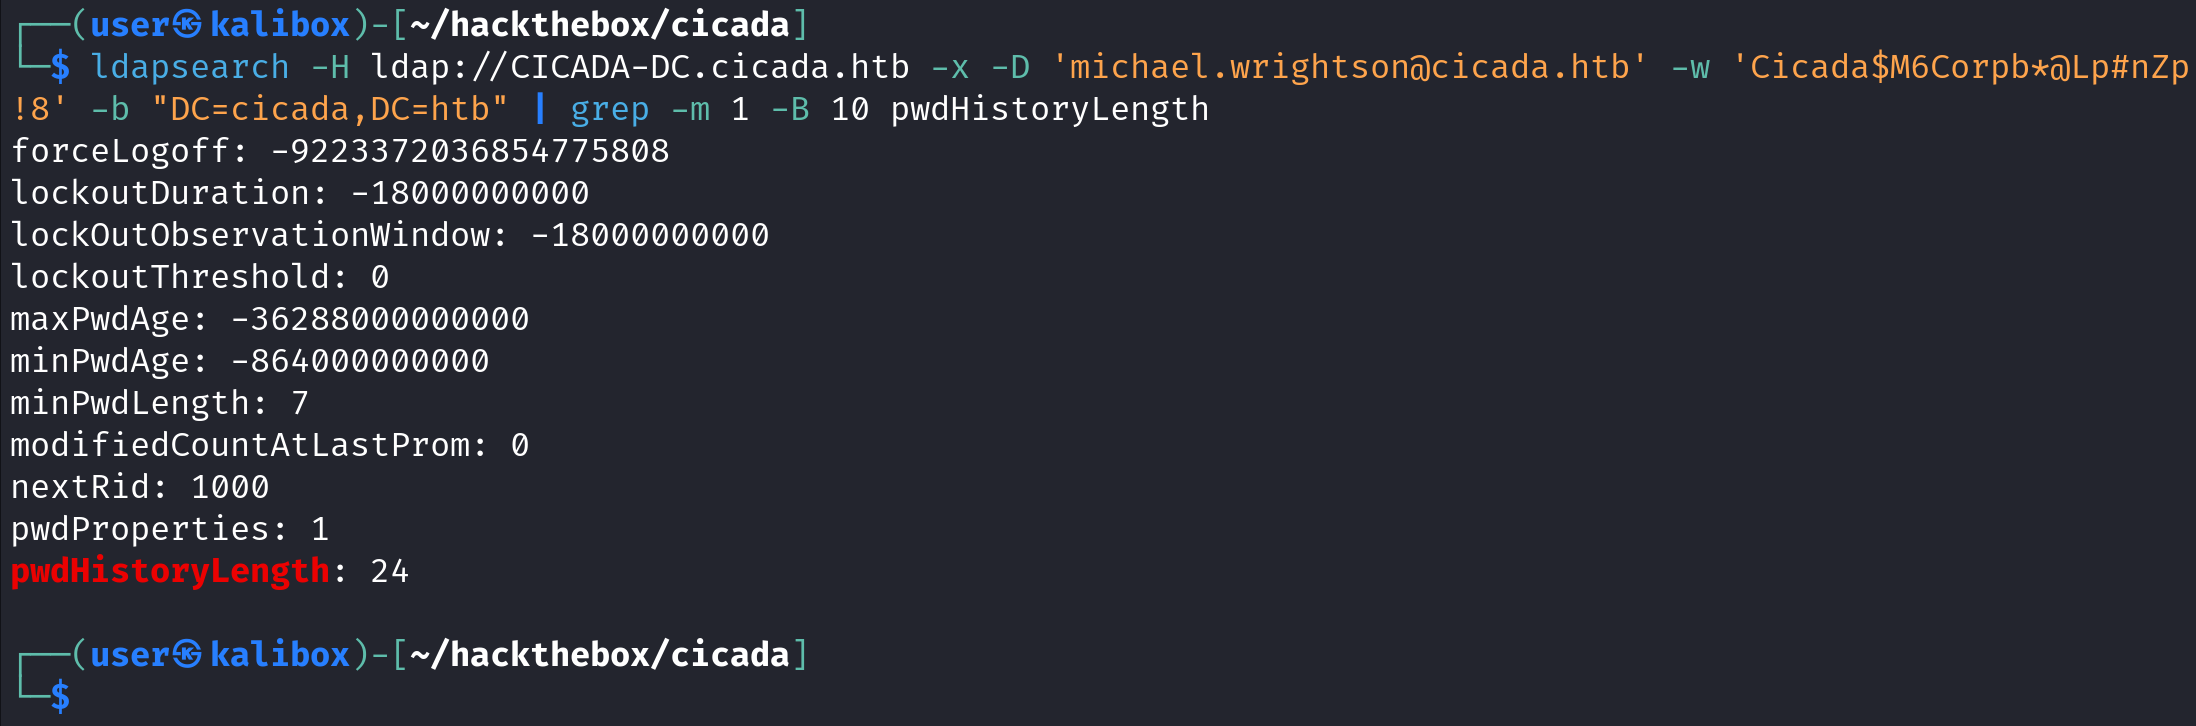 ┌──(user㉿kalibox)-[~/hackthebox/cicada]
└─$ ldapsearch -H ldap://CICADA-DC.cicada.htb -x -D 'michael.wrightson@cicada.htb' -w 'Cicada$M6Corpb*@Lp#nZp
!8' -b "DC=cicada,DC=htb" | grep -m 1 -B 10 pwdHistoryLength
forceLogoff: -9223372036854775808
lockoutDuration: -18000000000
lockOutObservationWindow: -18000000000
lockoutThreshold: 0
maxPwdAge: -36288000000000
minPwdAge: -864000000000
minPwdLength: 7
modifiedCountAtLastProm: 0
nextRid: 1000
pwdProperties: 1
pwdHistoryLength: 24
┌──(user㉿kalibox)-[~/hackthebox/cicada]
└─$